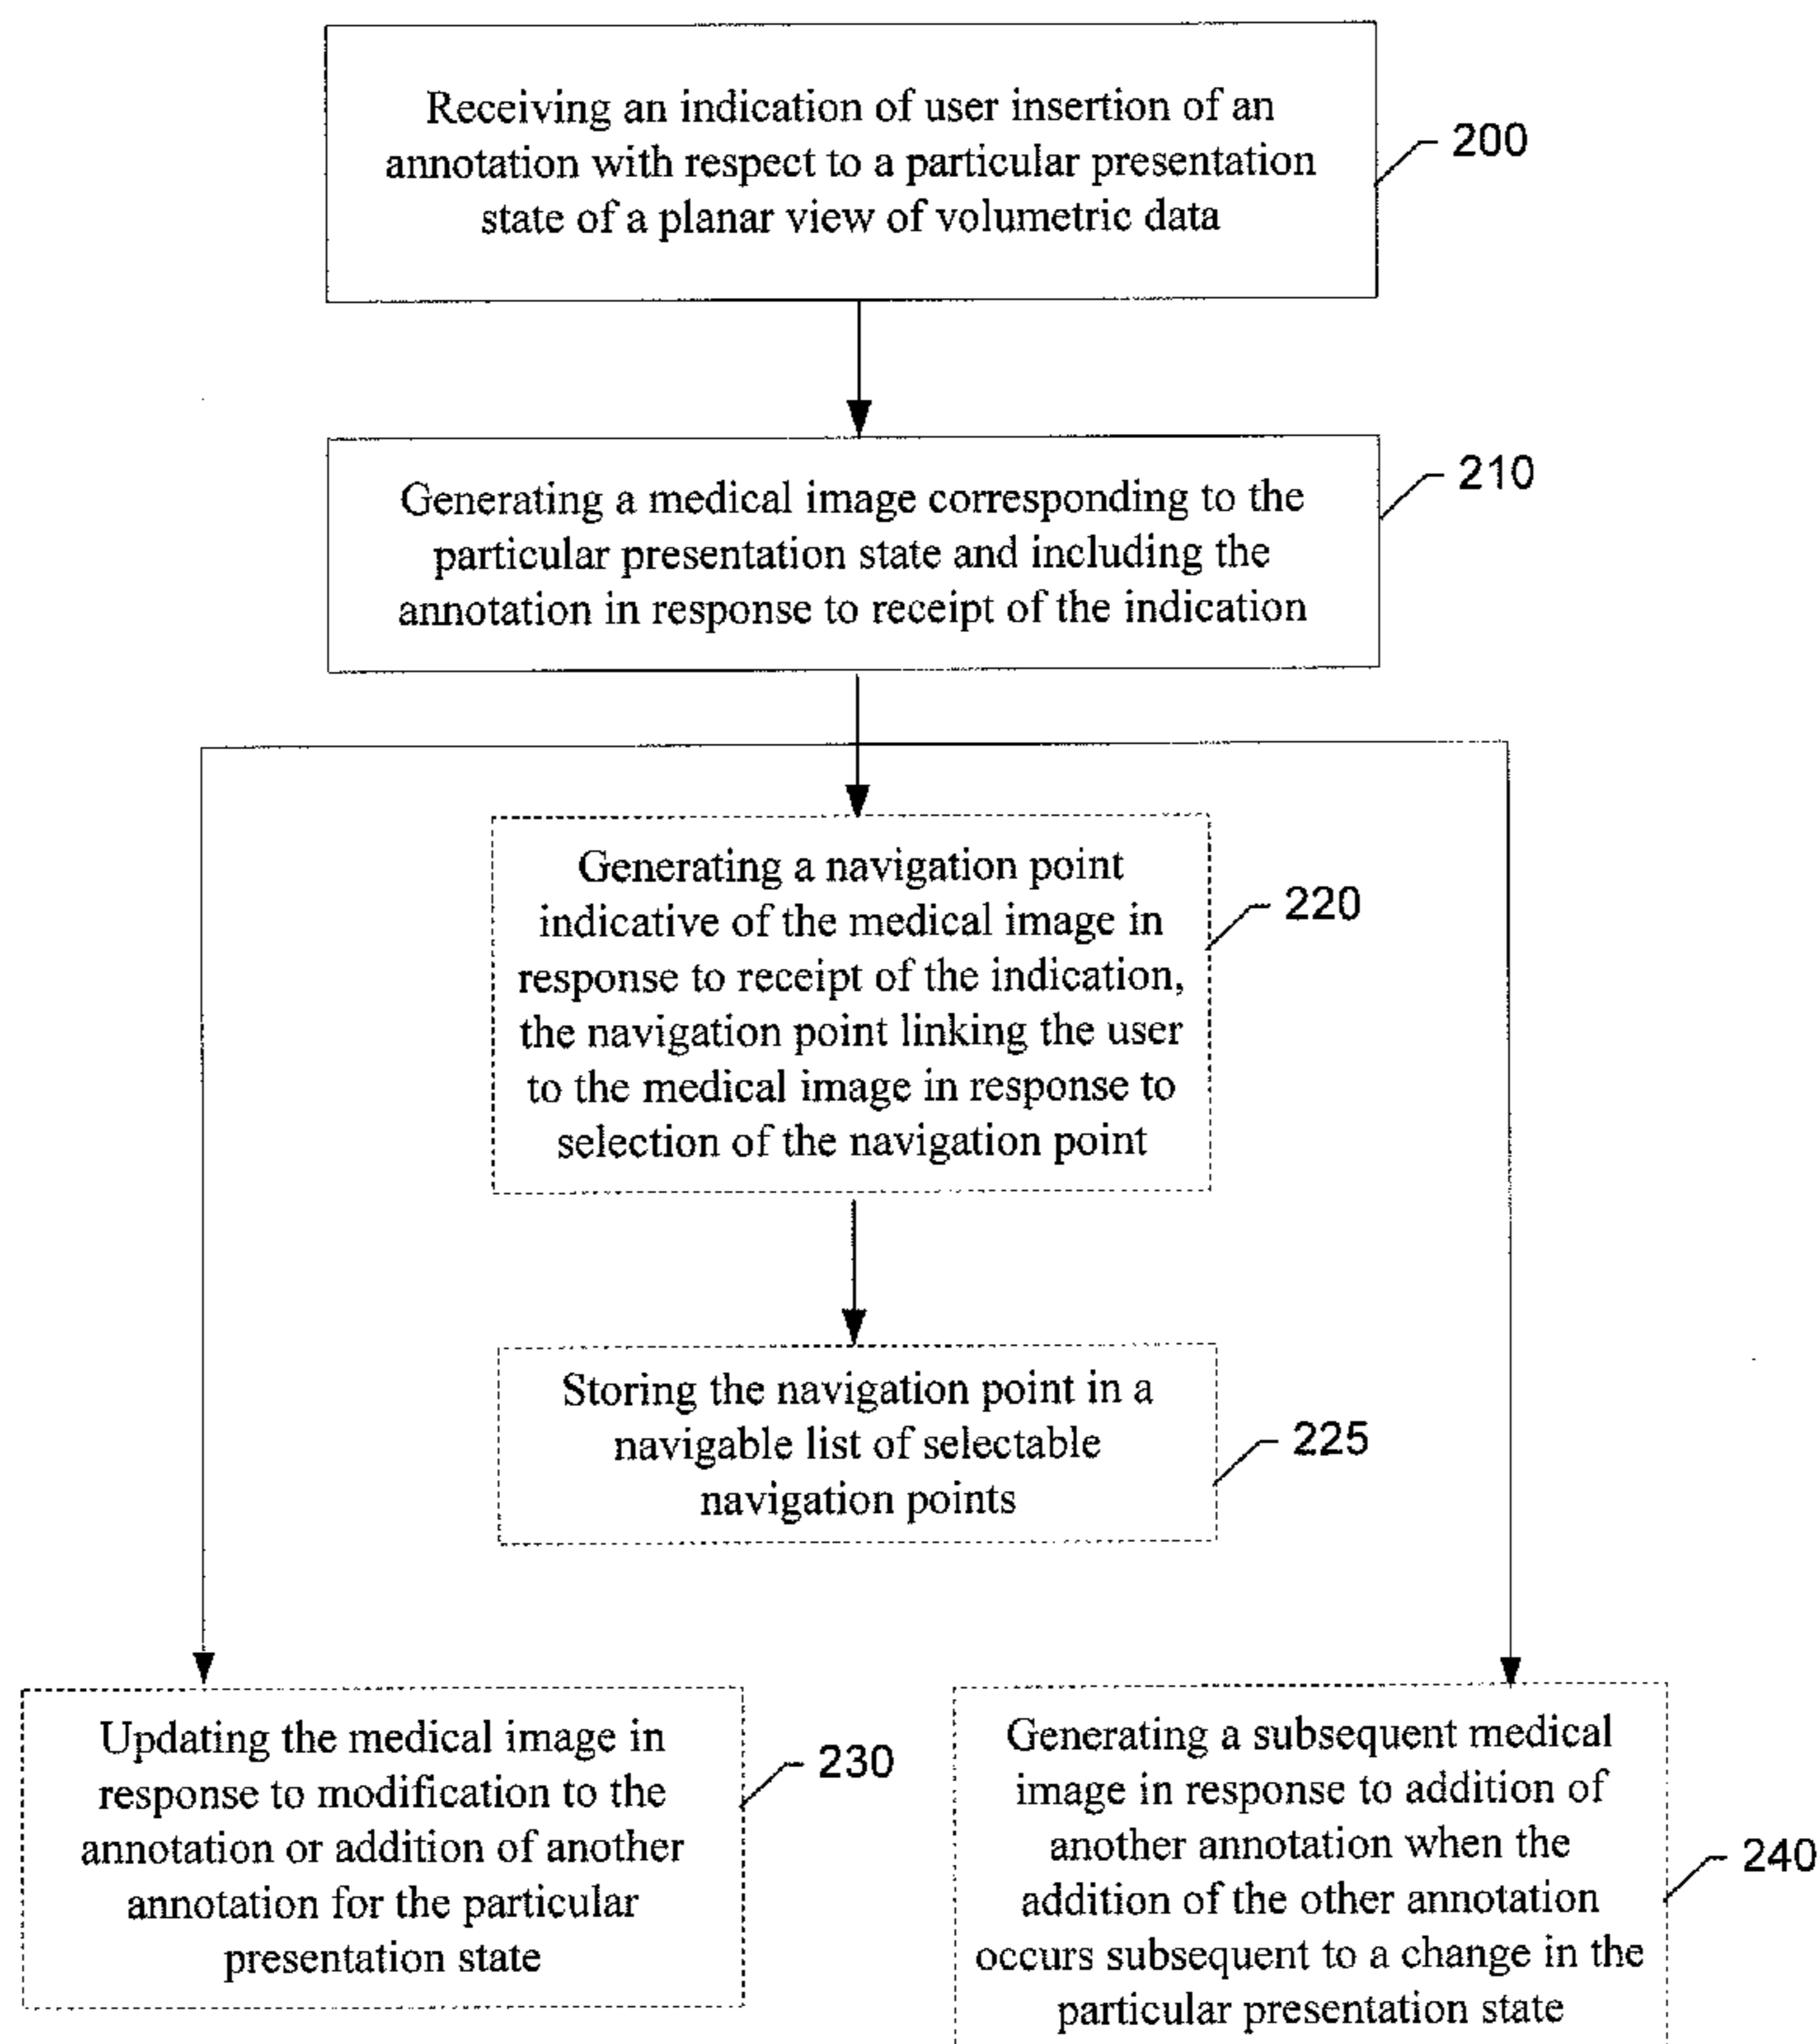 Receiving an indication of user insertion of an
annotation with respect to a particular presentation
state of a planar view of volumetric data
200
Generating a medical image corresponding to the
particular presentation state and including the
annotation in response to receipt of the indication
210
Generating a navigation point
indicative of the medical image in
response to receipt of the indication,
the navigation point linking the user
to the medical image in response to
selection of the navigation point
220
Storing the navigation point in a
navigable list of selectable
navigation points
225
Updating the medical image in
response to modification to the
annotation or addition of another
annotation for the particular
presentation state
230
Generating a subsequent medical
image in response to addition of
another annotation when the
addition of the other annotation
occurs subsequent to a change in the
particular presentation state
240